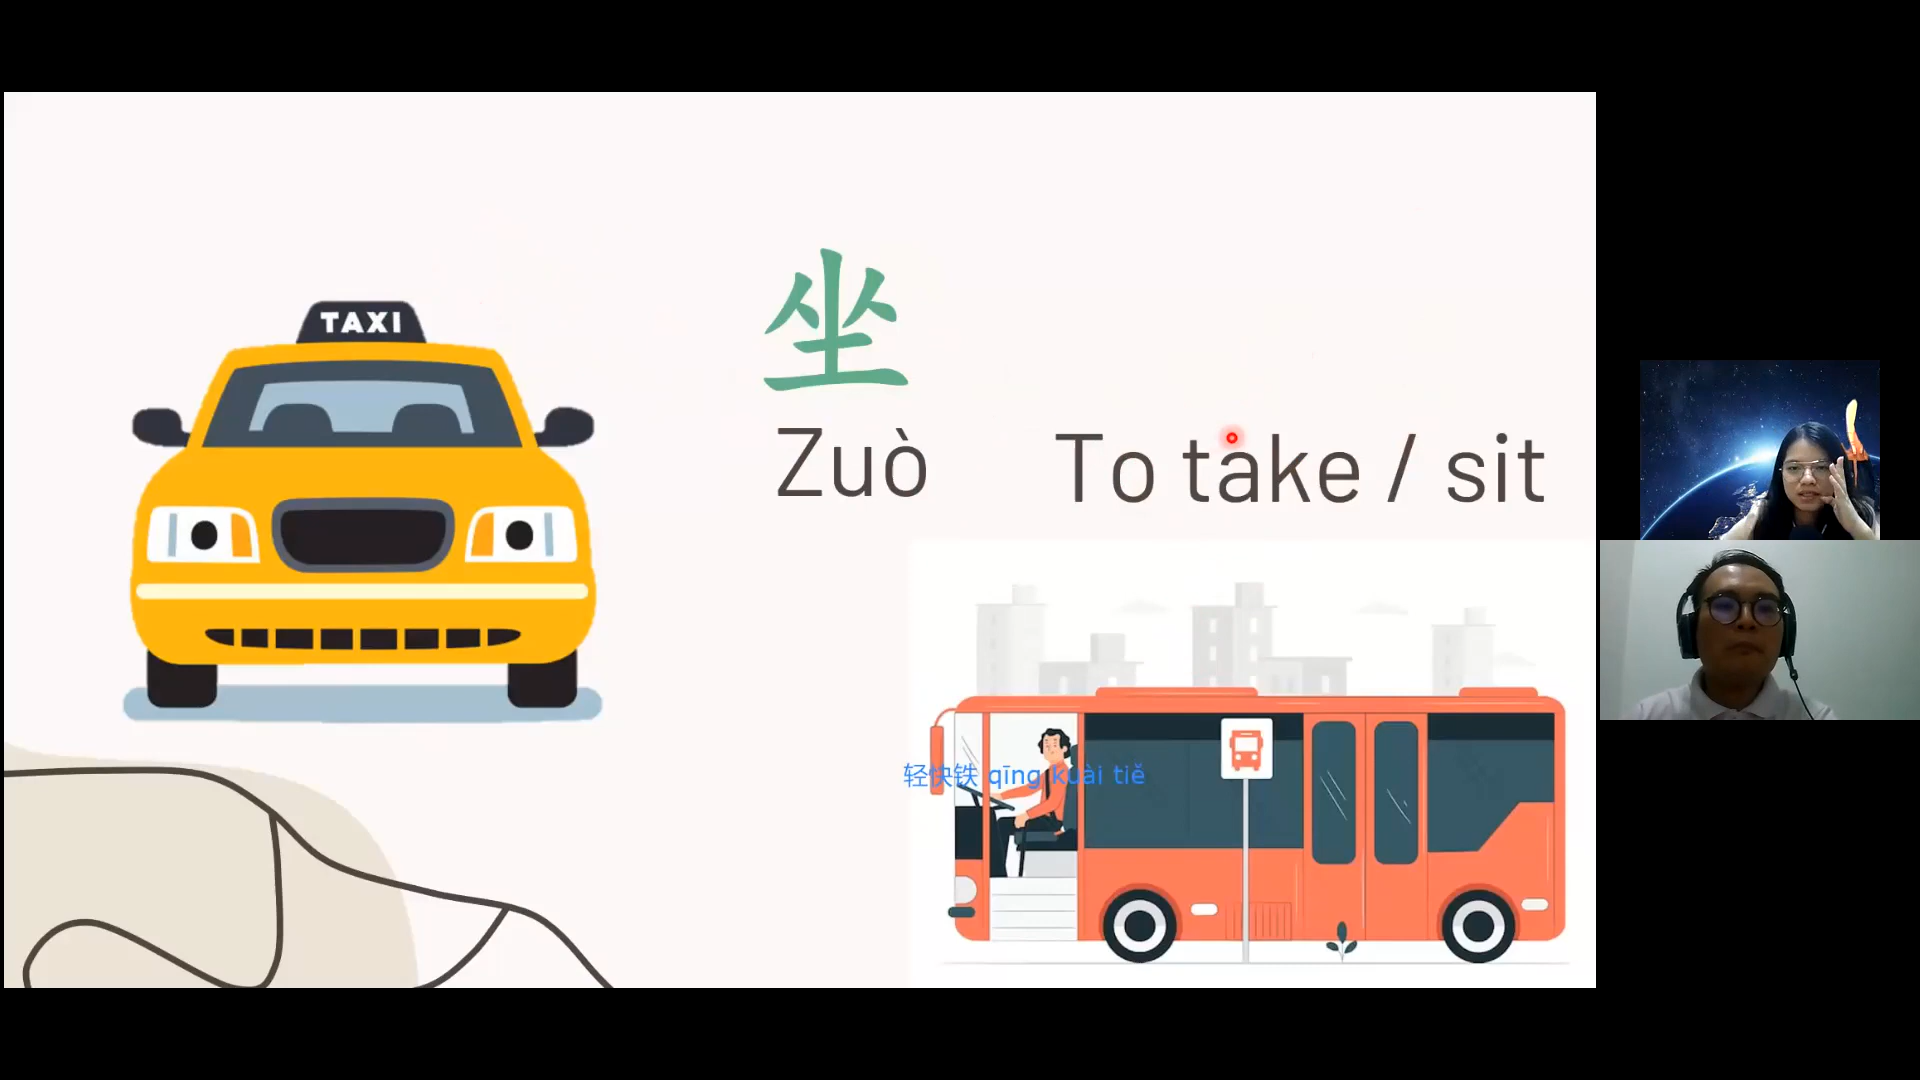 TAXI
坐
Zuò
To take / sit
轻快铁 qīng kuài tiě